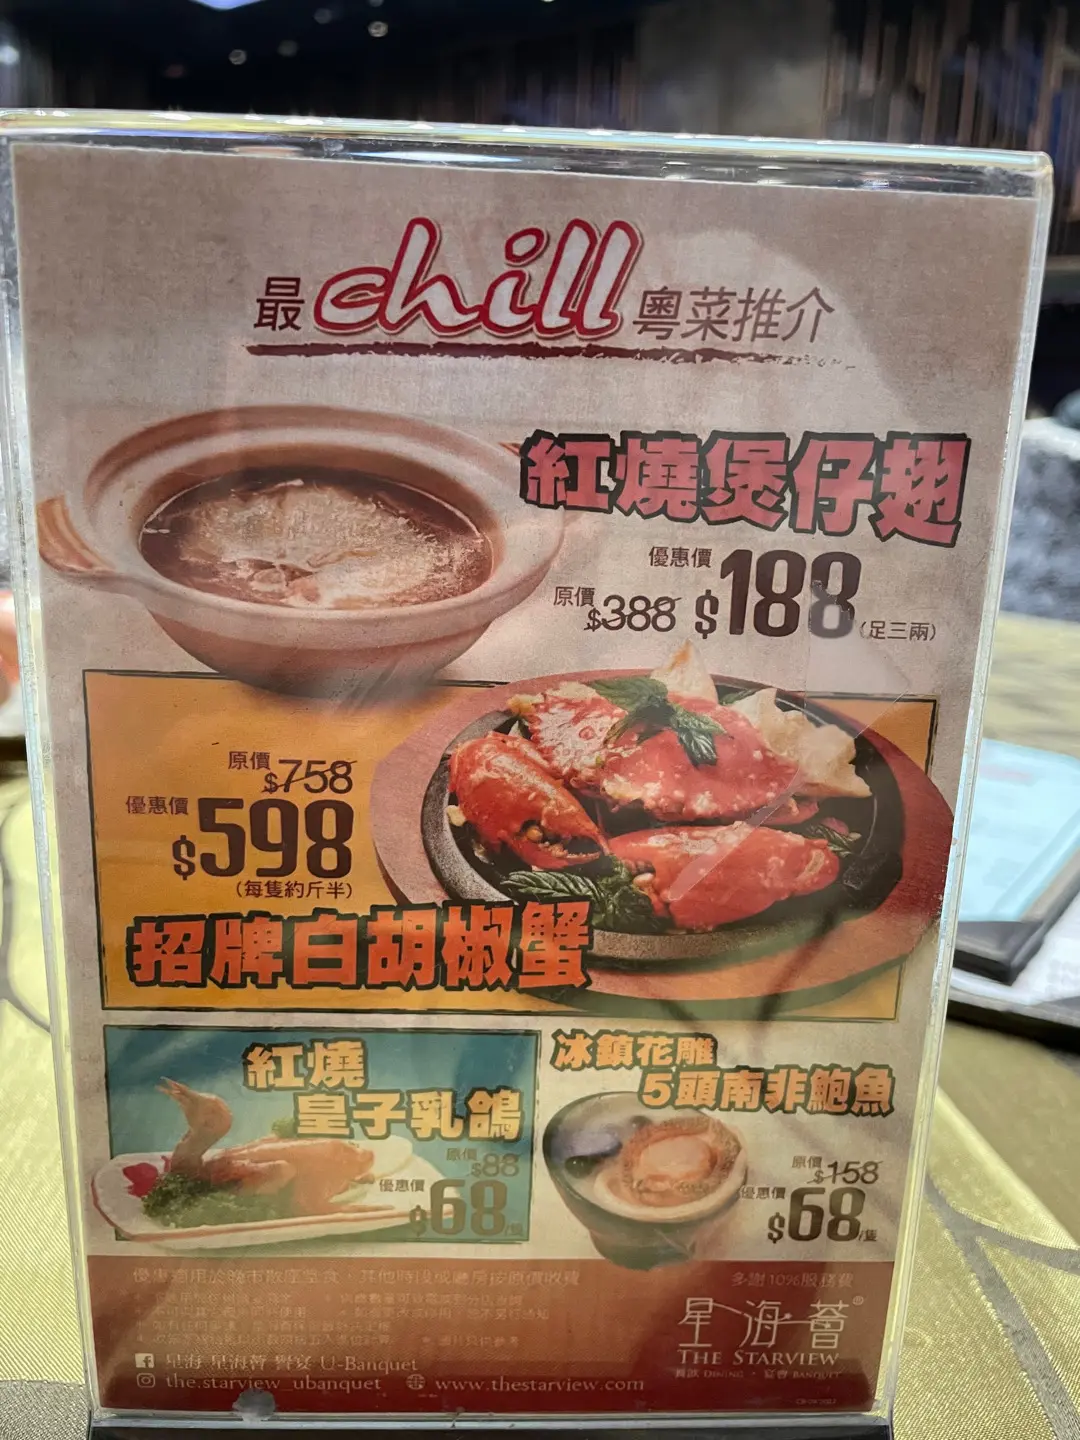 最chill粵菜推介
紅燒煲仔翅
優惠價
原價 $388 $188 (足三兩)
原價 $758
優惠價
$598
(每隻約斤半)
招牌白胡椒蟹
紅燒
皇子乳鴿
原價 $88
優惠價
$68/隻
冰鎮花雕
5頭南非鮑魚
原價 $158
優惠價
$68/隻
優惠適用於晚市散座堂食，其他時段或廳房按原價收費
多謝10%服務費
星海薈®
THE STARVIEW
DINING · 宴會 BANQUET
星海 星海薈 譽宴 U-Banquet
the.starview_ubanquet www.thestarview.com